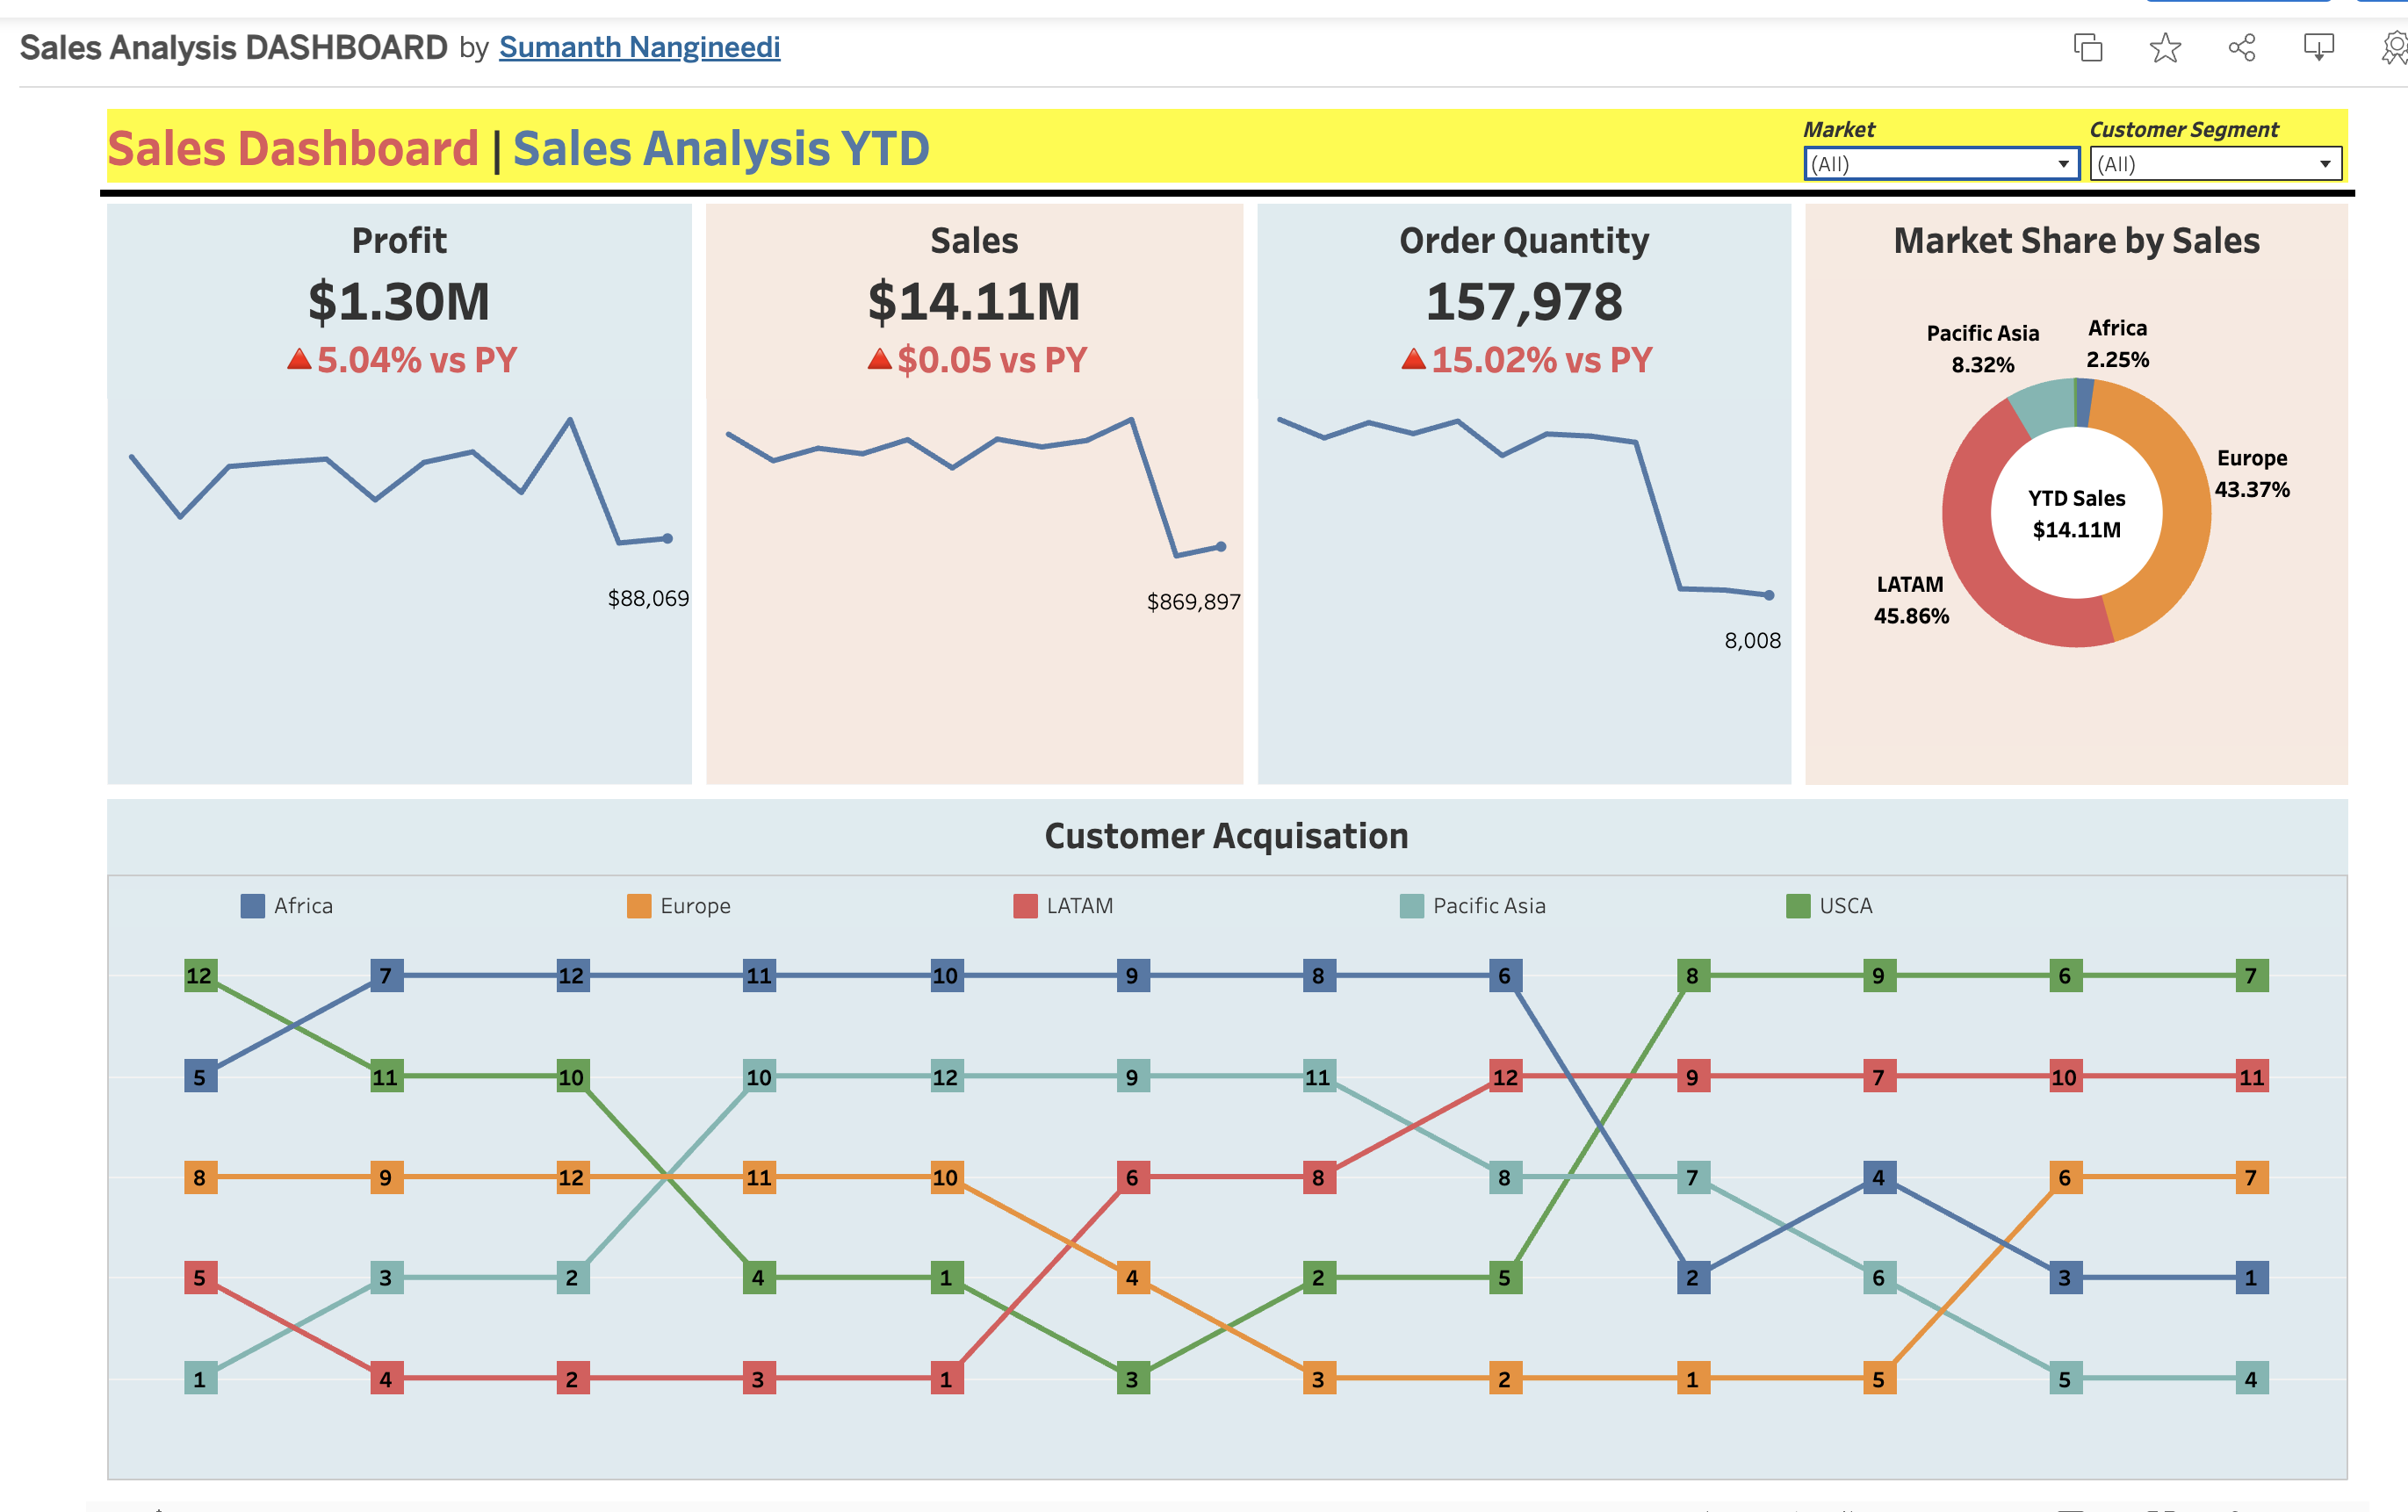 Sales Analysis DASHBOARD by Sumanth Nangineedi
Sales Dashboard | Sales Analysis YTD
Market
(All)
Customer Segment
(All)
Profit
$1.30M
5.04% vs PY
$88,069
Sales
$14.11M
$0.05 vs PY
$869,897
Order Quantity
157,978
15.02% vs PY
8,008
Market Share by Sales
Pacific Asia
8.32%
Africa
2.25%
Europe
43.37%
YTD Sales
$14.11M
LATAM
45.86%
Customer Acquisation
Africa Europe LATAM Pacific Asia USCA
12 7 12 11 10 9 8 6 8 9 6 7
5 11 10 10 12 9 11 12 9 7 10 11
8 9 12 11 10 6 8 8 7 4 6 7
5 3 2 4 1 4 2 5 2 6 3 1
1 4 2 3 1 3 3 2 1 5 5 4